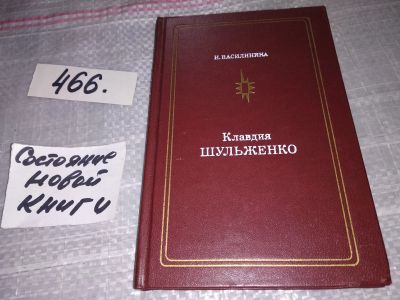 466.
Состояние
новой
книги
И. ВАСИЛИНИНА
Клавдия
ШУЛЬЖЕНКО